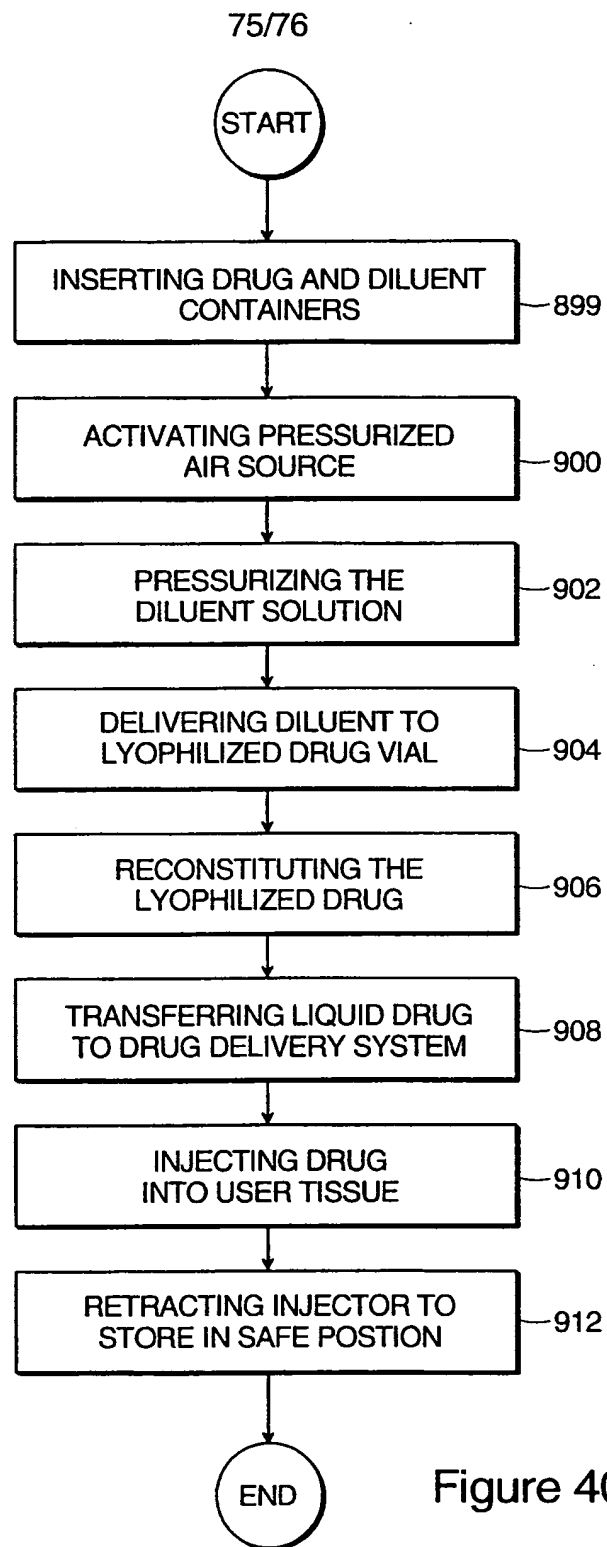 75/76
START
INSERTING DRUG AND DILUENT
CONTAINERS
899
ACTIVATING PRESSURIZED
AIR SOURCE
900
PRESSURIZING THE
DILUENT SOLUTION
902
DELIVERING DILUENT TO
LYOPHILIZED DRUG VIAL
904
RECONSTITUTING THE
LYOPHILIZED DRUG
906
TRANSFERRING LIQUID DRUG
TO DRUG DELIVERY SYSTEM
908
INJECTING DRUG
INTO USER TISSUE
910
RETRACTING INJECTOR TO
STORE IN SAFE POSTION
912
END
Figure 40